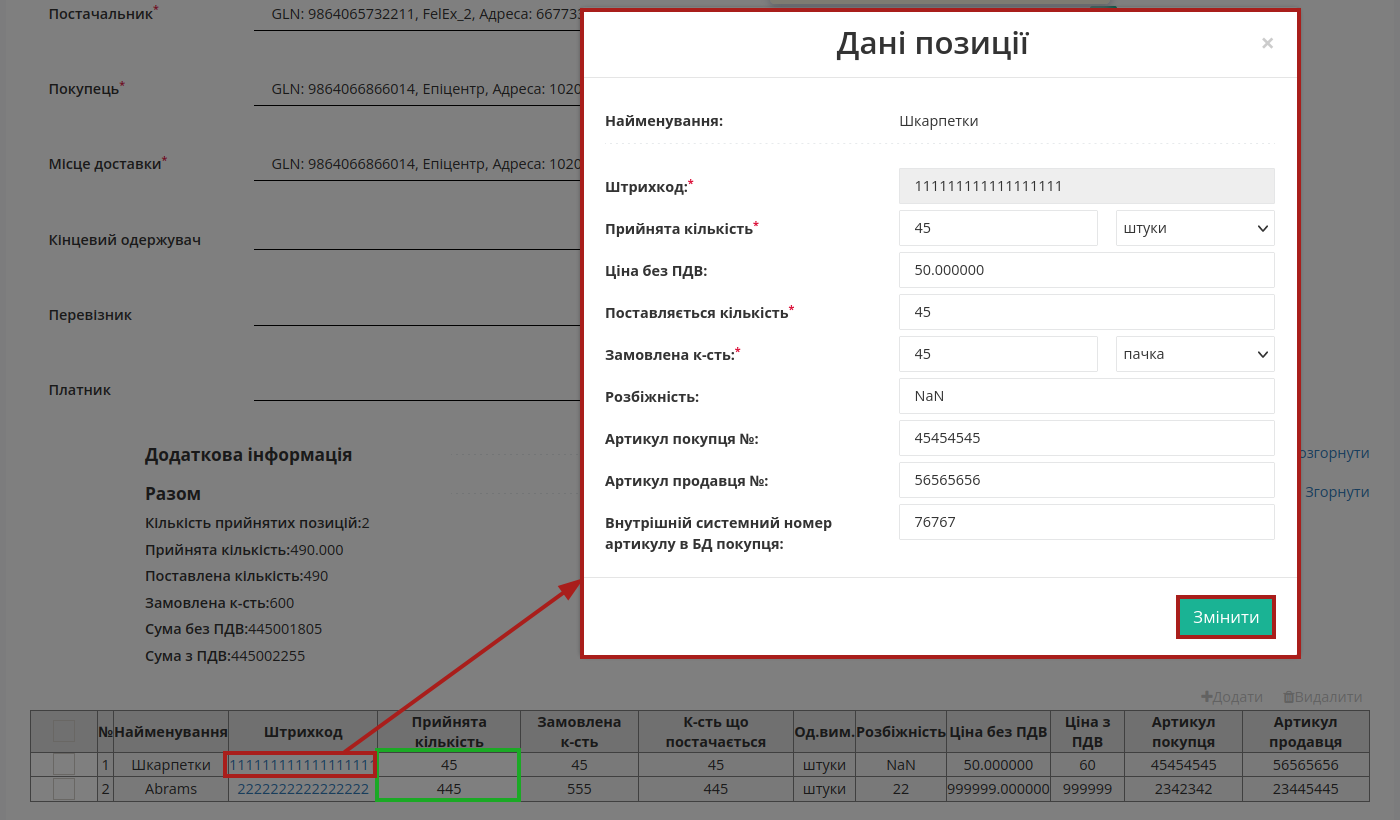 Постачальник*
GLN: 9864065732211, FelEx_2, Адреса: 66773
Покупець*
GLN: 9864066866014, Епіцентр, Адреса: 1020
Місце доставки*
GLN: 9864066866014, Епіцентр, Адреса: 1020
Кінцевий одержувач
Перевізник
Платник
Додаткова інформація
озгорнути
Разом
Згорнути
Кількість прийнятих позицій:2
Прийнята кількість:490.000
Поставлена кількість:490
Замовлена к-сть:600
Сума без ПДВ:445001805
Сума з ПДВ:445002255
Дані позиції
×
Найменування: Шкарпетки
Штрихкод:* 111111111111111111
Прийнята кількість* 45 штуки
Ціна без ПДВ: 50.000000
Поставляється кількість* 45
Замовлена к-сть:* 45 пачка
Розбіжність: NaN
Артикул покупця №: 45454545
Артикул продавця №: 56565656
Внутрішній системний номер
артикулу в БД покупця: 76767
Змінити
Додати Видалити
№ Найменування Штрихкод Прийнята кількість Замовлена к-сть К-сть що постачається Од.вим. Розбіжність Ціна без ПДВ Ціна з ПДВ Артикул покупця Артикул продавця
1 Шкарпетки 111111111111111111 45 45 45 штуки NaN 50.000000 60 45454545 56565656
2 Abrams 2222222222222222 445 555 445 штуки 22 999999.000000 999999 2342342 23445445